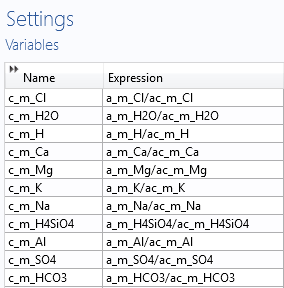 Settings
Variables
Name Expression
c_m_Cl a_m_Cl/ac_m_Cl
c_m_H2O a_m_H2O/ac_m_H2O
c_m_H a_m_H/ac_m_H
c_m_Ca a_m_Ca/ac_m_Ca
c_m_Mg a_m_Mg/ac_m_Mg
c_m_K a_m_K/ac_m_K
c_m_Na a_m_Na/ac_m_Na
c_m_H4SiO4 a_m_H4SiO4/ac_m_H4SiO4
c_m_Al a_m_Al/ac_m_Al
c_m_SO4 a_m_SO4/ac_m_SO4
c_m_HCO3 a_m_HCO3/ac_m_HCO3